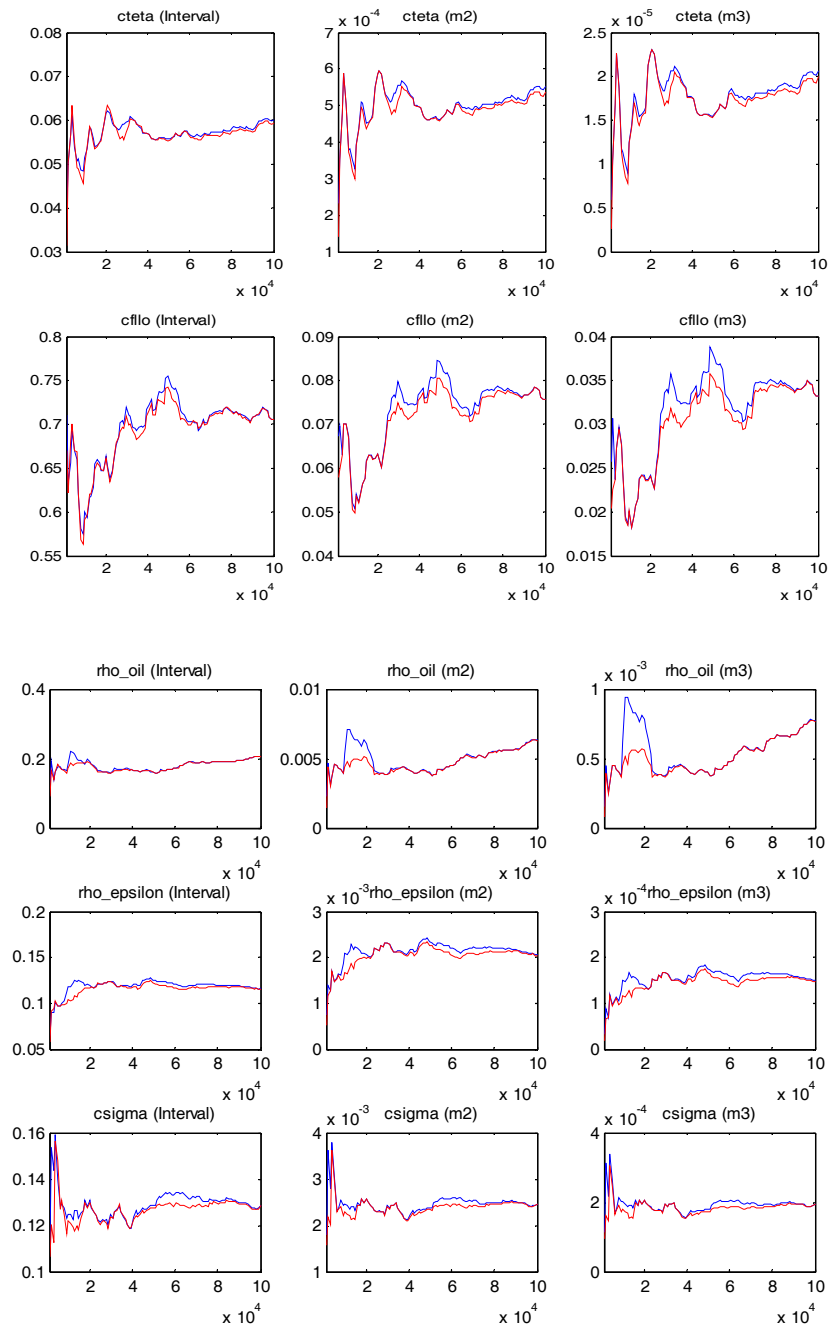 cteta (Interval)
0.08
0.07
0.06
0.05
0.04
0.03
2 4 6 8 10
x 10^4
cteta (m2)
x 10^-4
7
6
5
4
3
2
1
2 4 6 8 10
x 10^4
cteta (m3)
x 10^-5
2.5
2
1.5
1
0.5
0
2 4 6 8 10
x 10^4
cfllo (Interval)
0.8
0.75
0.7
0.65
0.6
0.55
2 4 6 8 10
x 10^4
cfllo (m2)
0.09
0.08
0.07
0.06
0.05
0.04
2 4 6 8 10
x 10^4
cfllo (m3)
0.04
0.035
0.03
0.025
0.02
0.015
2 4 6 8 10
x 10^4
rho_oil (Interval)
0.4
0.2
0
2 4 6 8 10
x 10^4
rho_oil (m2)
0.01
0.005
0
2 4 6 8 10
x 10^4
rho_oil (m3)
x 10^-3
1
0.5
0
2 4 6 8 10
x 10^4
rho_epsilon (Interval)
0.2
0.15
0.1
0.05
2 4 6 8 10
x 10^4
x 10^-3 rho_epsilon (m2)
3
2
1
0
2 4 6 8 10
x 10^4
x 10^-4 rho_epsilon (m3)
3
2
1
0
2 4 6 8 10
x 10^4
csigma (Interval)
0.16
0.14
0.12
0.1
2 4 6 8 10
x 10^4
csigma (m2)
x 10^-3
4
3
2
1
2 4 6 8 10
x 10^4
csigma (m3)
x 10^-4
4
2
0
2 4 6 8 10
x 10^4